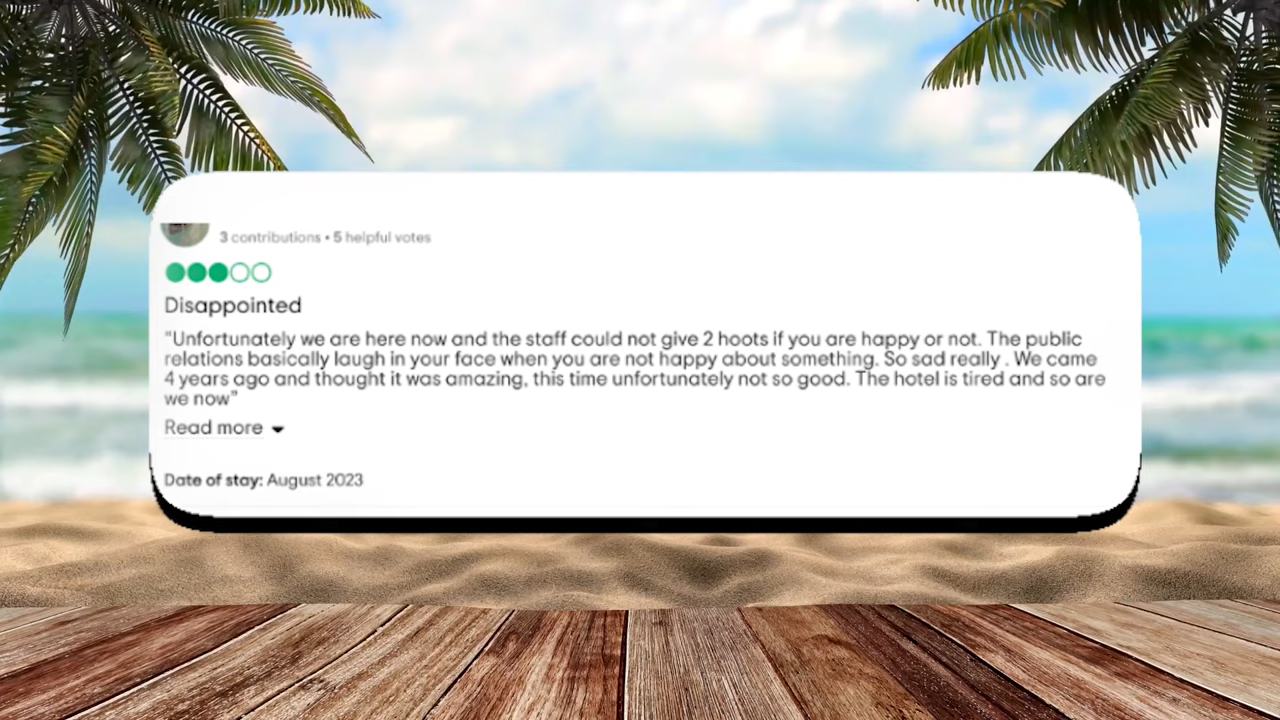 3 contributions • 5 helpful votes
Disappointed
"Unfortunately we are here now and the staff could not give 2 hoots if you are happy or not. The public
relations basically laugh in your face when you are not happy about something. So sad really . We came
4 years ago and thought it was amazing, this time unfortunately not so good. The hotel is tired and so are
we now"
Read more
Date of stay: August 2023